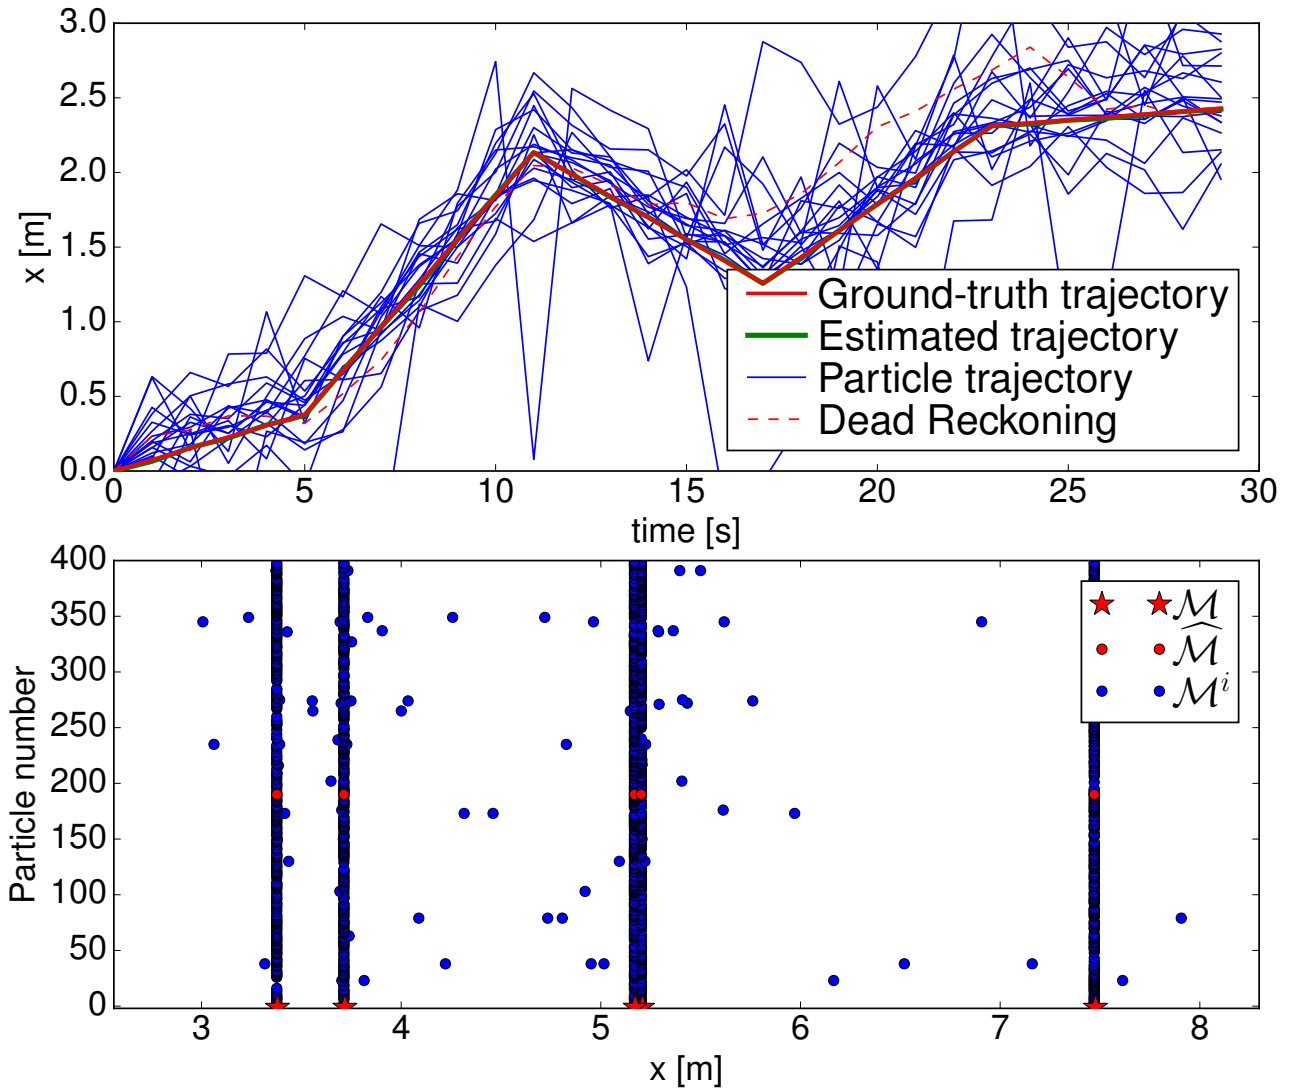 3.0
2.5
2.0
1.5
1.0
0.5
0.0
x [m]
0 5 10 15 20 25 30
time [s]
Ground-truth trajectory
Estimated trajectory
Particle trajectory
Dead Reckoning
400
350
300
250
200
150
100
50
0
Particle number
3 4 5 6 7 8
x [m]
ℳ
ℳ̂
ℳⁱ